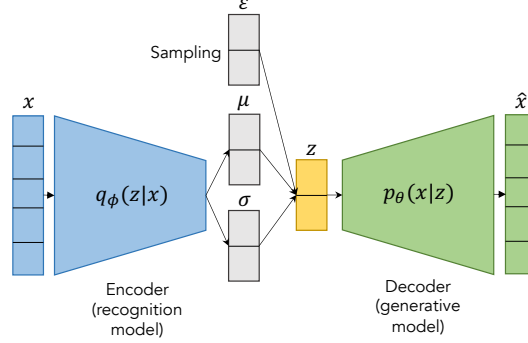 ε
Sampling
x
μ
z
x̂
q_ϕ(z|x)
p_θ(x|z)
σ
Encoder
(recognition
model)
Decoder
(generative
model)